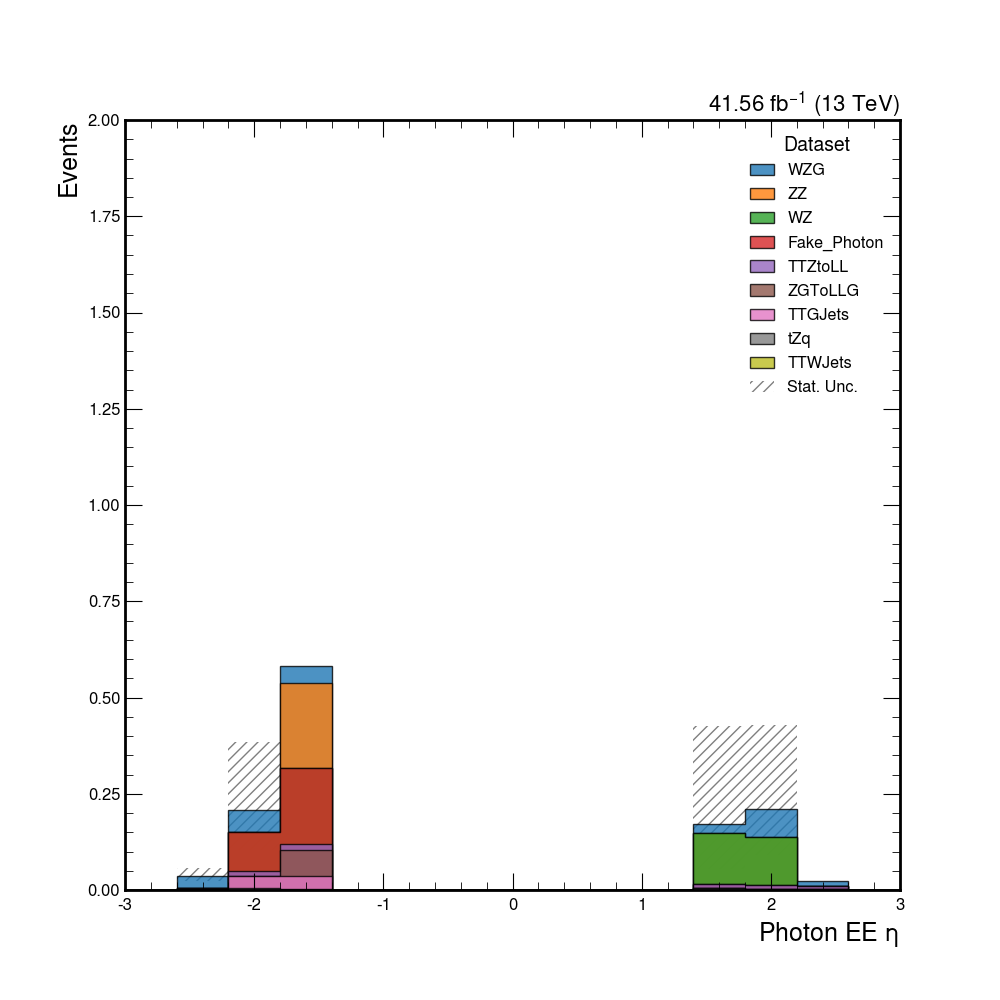 41.56 fb⁻¹ (13 TeV)
Events
2.00
1.75
1.50
1.25
1.00
0.75
0.50
0.25
0.00
Dataset
WZG
ZZ
WZ
Fake_Photon
TTZtoLL
ZGToLLG
TTGJets
tZq
TTWJets
Stat. Unc.
-3 -2 -1 0 1 2 3
Photon EE η